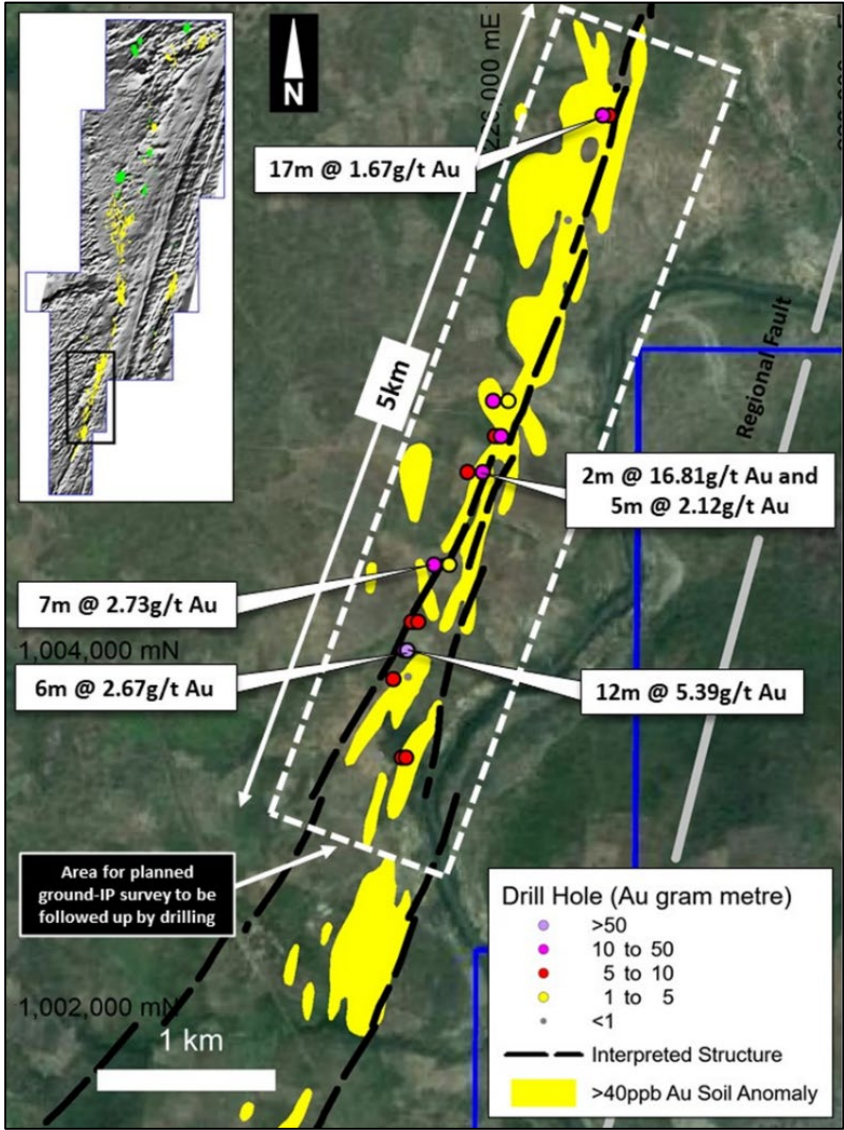 N
226,000 mE
17m @ 1.67g/t Au
5km
Regional Fault
2m @ 16.81g/t Au and
5m @ 2.12g/t Au
7m @ 2.73g/t Au
1,004,000 mN
6m @ 2.67g/t Au
12m @ 5.39g/t Au
Area for planned
ground-IP survey to be
followed up by drilling
1,002,000 mN
1 km
Drill Hole (Au gram metre)
>50
10 to 50
5 to 10
1 to 5
<1
Interpreted Structure
>40ppb Au Soil Anomaly